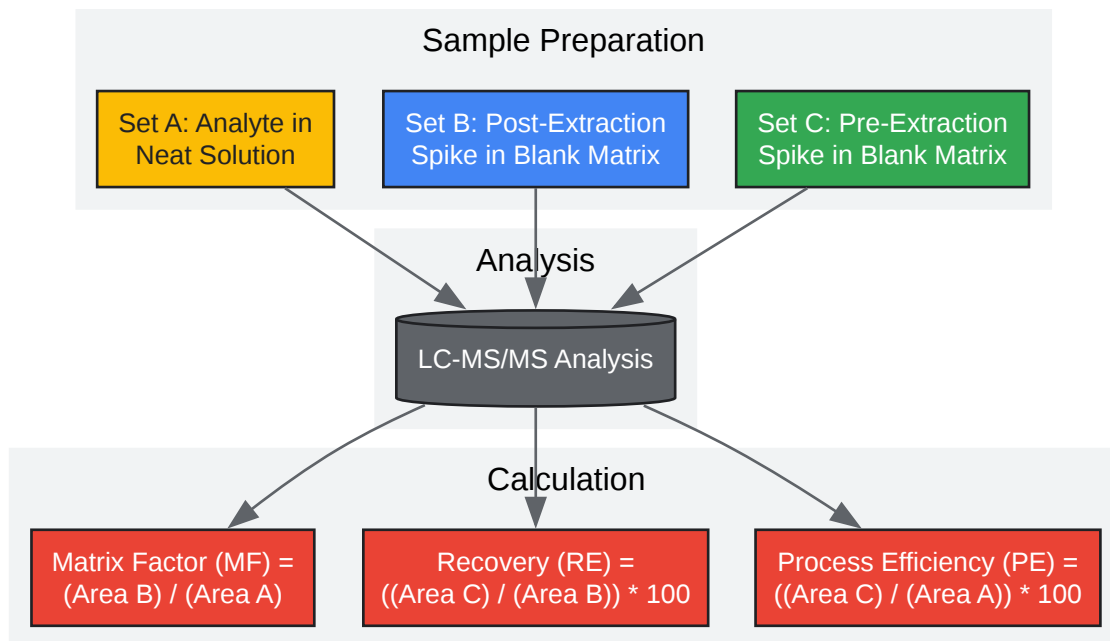 Sample Preparation
Set A: Analyte in
Neat Solution
Set B: Post-Extraction
Spike in Blank Matrix
Set C: Pre-Extraction
Spike in Blank Matrix
Analysis
LC-MS/MS Analysis
Calculation
Matrix Factor (MF) =
(Area B) / (Area A)
Recovery (RE) =
((Area C) / (Area B)) * 100
Process Efficiency (PE) =
((Area C) / (Area A)) * 100